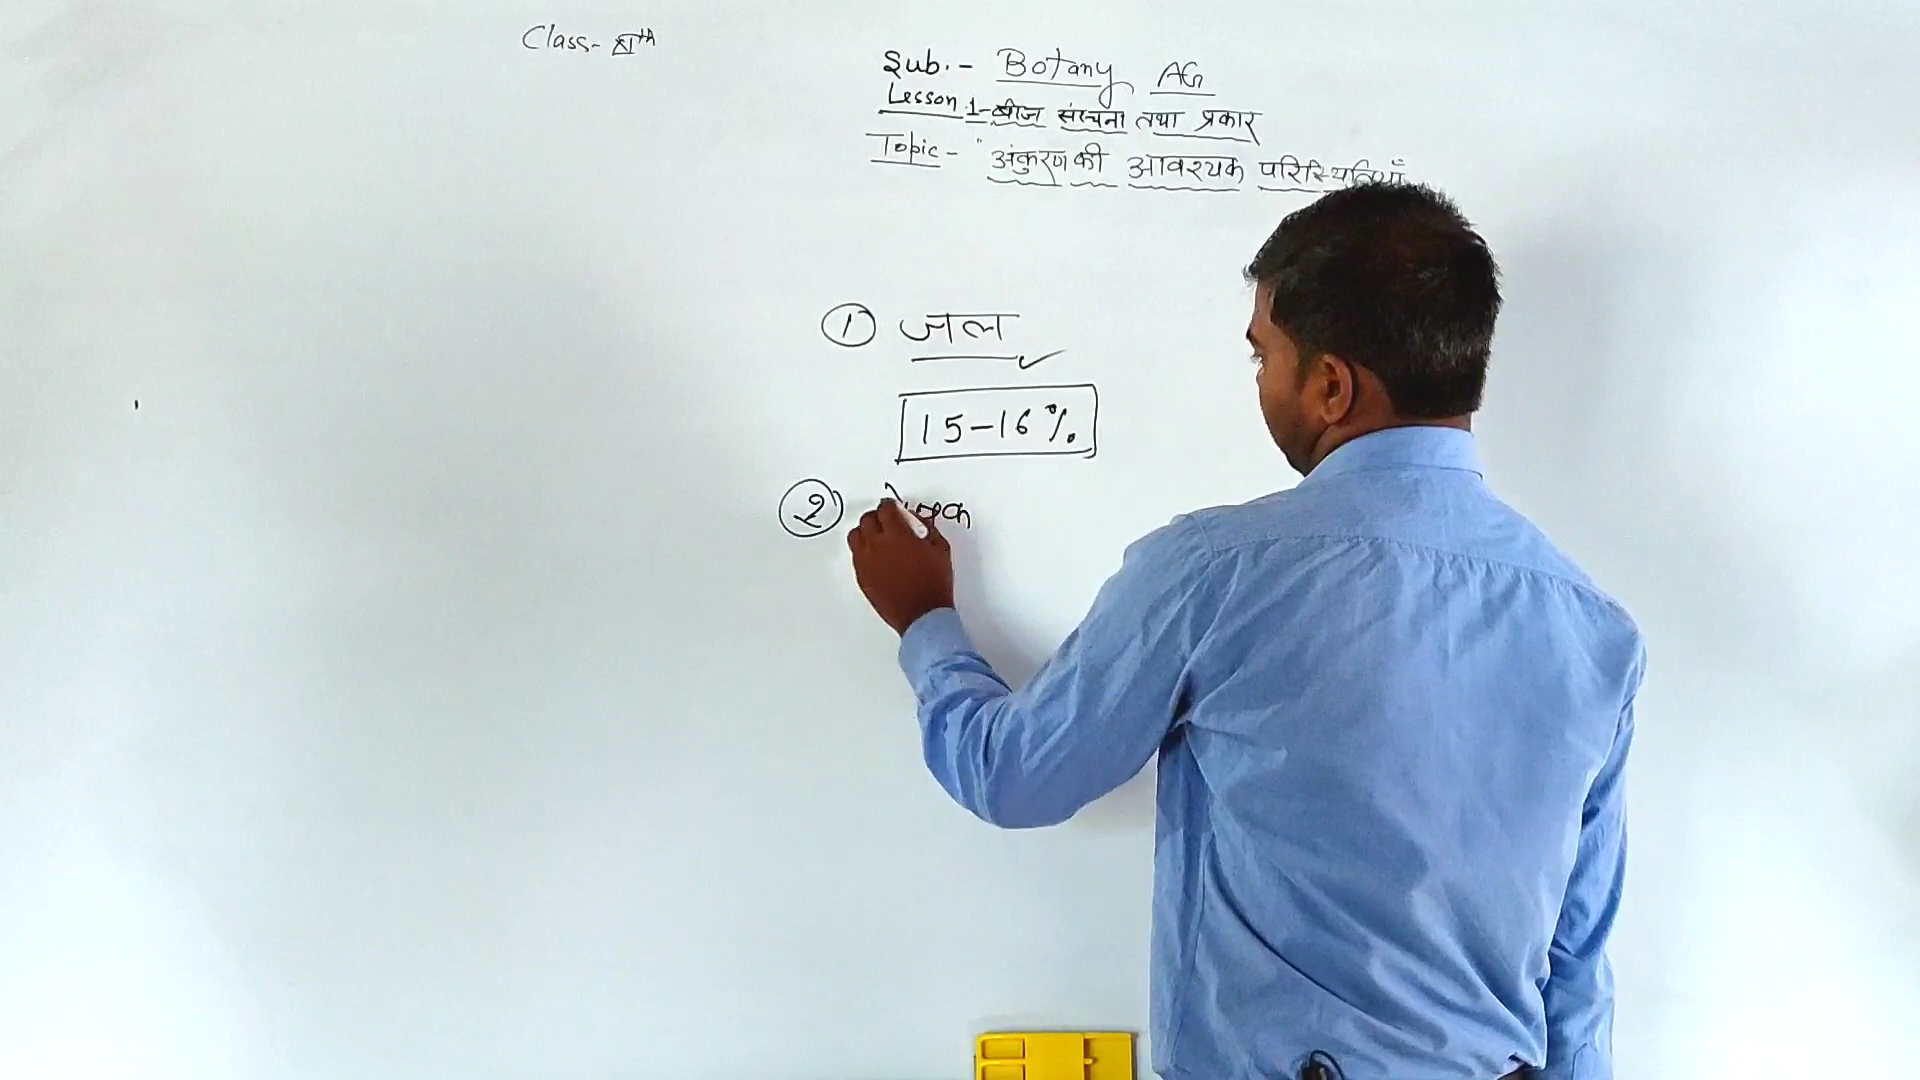 Class- XIth
Sub.- Botany AG
Lesson 1- बीज संरचना तथा प्रकार
Topic - " अंकुरण की आवश्यक परिस्थितियाँ
① जल ✓
15-16%
②